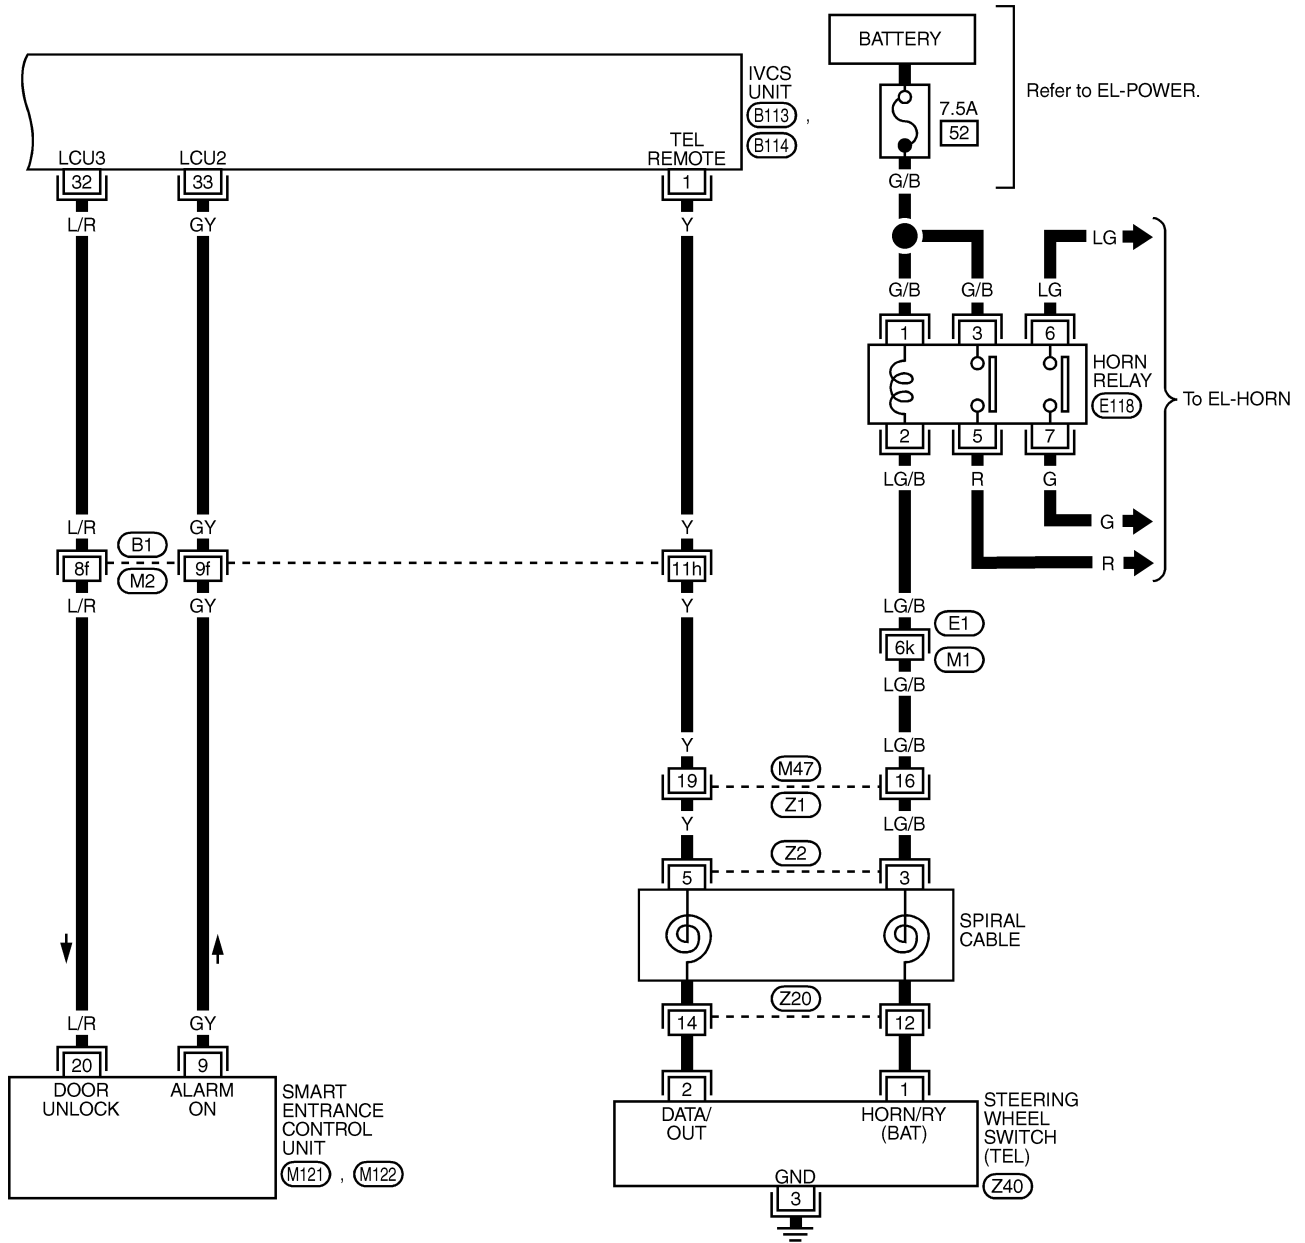 BATTERY
Refer to EL-POWER.
7.5A
52
IVCS
UNIT
B113 ,
B114
LCU3
LCU2
TEL
REMOTE
32
33
1
G/B
L/R
GY
Y
LG
G/B
G/B
LG
1
3
6
HORN
RELAY
E118
To EL-HORN
2
5
7
LG/B
R
G
G
R
L/R
GY
Y
B1
M2
8f
9f
11h
L/R
GY
Y
LG/B
E1
6k
M1
LG/B
Y
LG/B
M47
19
16
Z1
Y
LG/B
Z2
5
3
SPIRAL
CABLE
Z20
14
12
L/R
GY
20
9
2
1
DOOR
UNLOCK
ALARM
ON
SMART
ENTRANCE
CONTROL
UNIT
M121 , M122
DATA/
OUT
HORN/RY
(BAT)
GND
3
STEERING
WHEEL
SWITCH
(TEL)
Z40